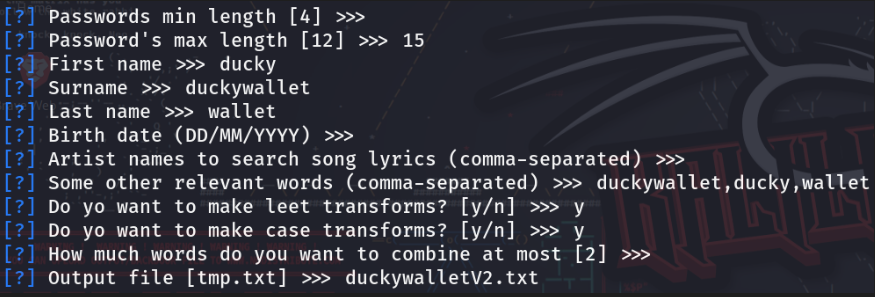 [?] Passwords min length [4] >>>
[?] Password's max length [12] >>> 15
[?] First name >>> ducky
[?] Surname >>> duckywallet
[?] Last name >>> wallet
[?] Birth date (DD/MM/YYYY) >>>
[?] Artist names to search song lyrics (comma-separated) >>>
[?] Some other relevant words (comma-separated) >>> duckywallet,ducky,wallet
[?] Do yo want to make leet transforms? [y/n] >>> y
[?] Do yo want to make case transforms? [y/n] >>> y
[?] How much words do you want to combine at most [2] >>>
[?] Output file [tmp.txt] >>> duckywalletV2.txt